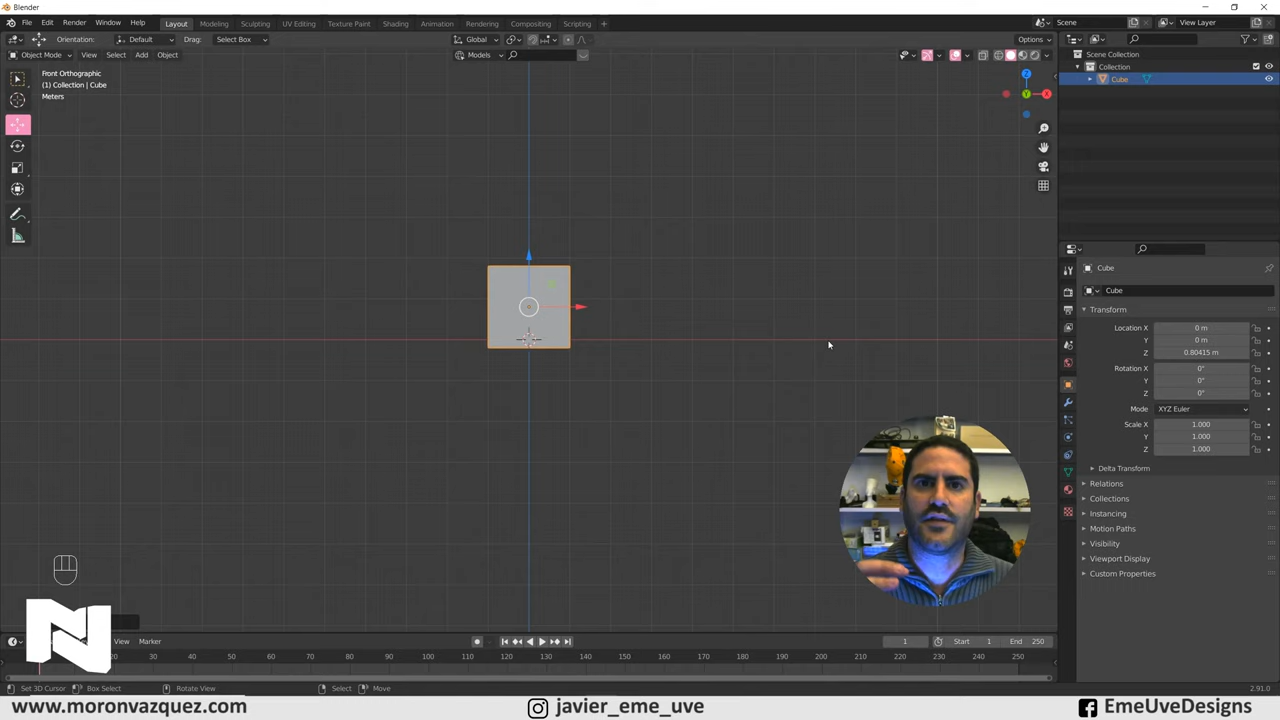 Blender
File Edit Render Window Help Layout Modeling Sculpting UV Editing Texture Paint Shading Animation Rendering Compositing Scripting + Scene View Layer
Orientation: Default Drag: Select Box Global Options
Object Mode View Select Add Object Models
Front Orthographic
(1) Collection | Cube
Meters
Z
Y
X
Scene Collection
Collection
Cube
Cube
Cube
Transform
Location X 0 m
Y 0 m
Z 0.80415 m
Rotation X 0°
Y 0°
Z 0°
Mode XYZ Euler
Scale X 1.000
Y 1.000
Z 1.000
Delta Transform
Relations
Collections
Instancing
Motion Paths
Visibility
Viewport Display
Custom Properties
N
View Marker 1 Start 1 End 250
20 30 40 50 60 70 80 90 100 110 120 130 140 150 160 170 180 190 200 210 220 230 240 250
Set 3D Cursor Box Select Rotate View Select Move 2.91.0
www.moronvazquez.com javier_eme_uve EmeUveDesigns